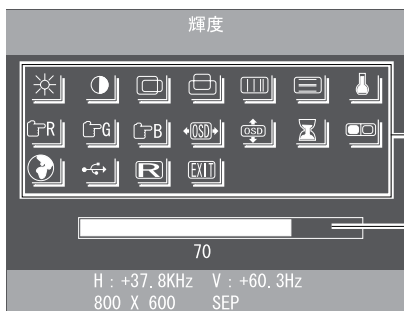 輝度
R G B OSD OSD
R EXIT
70
H : +37.8KHz V : +60.3Hz
800 X 600 SEP